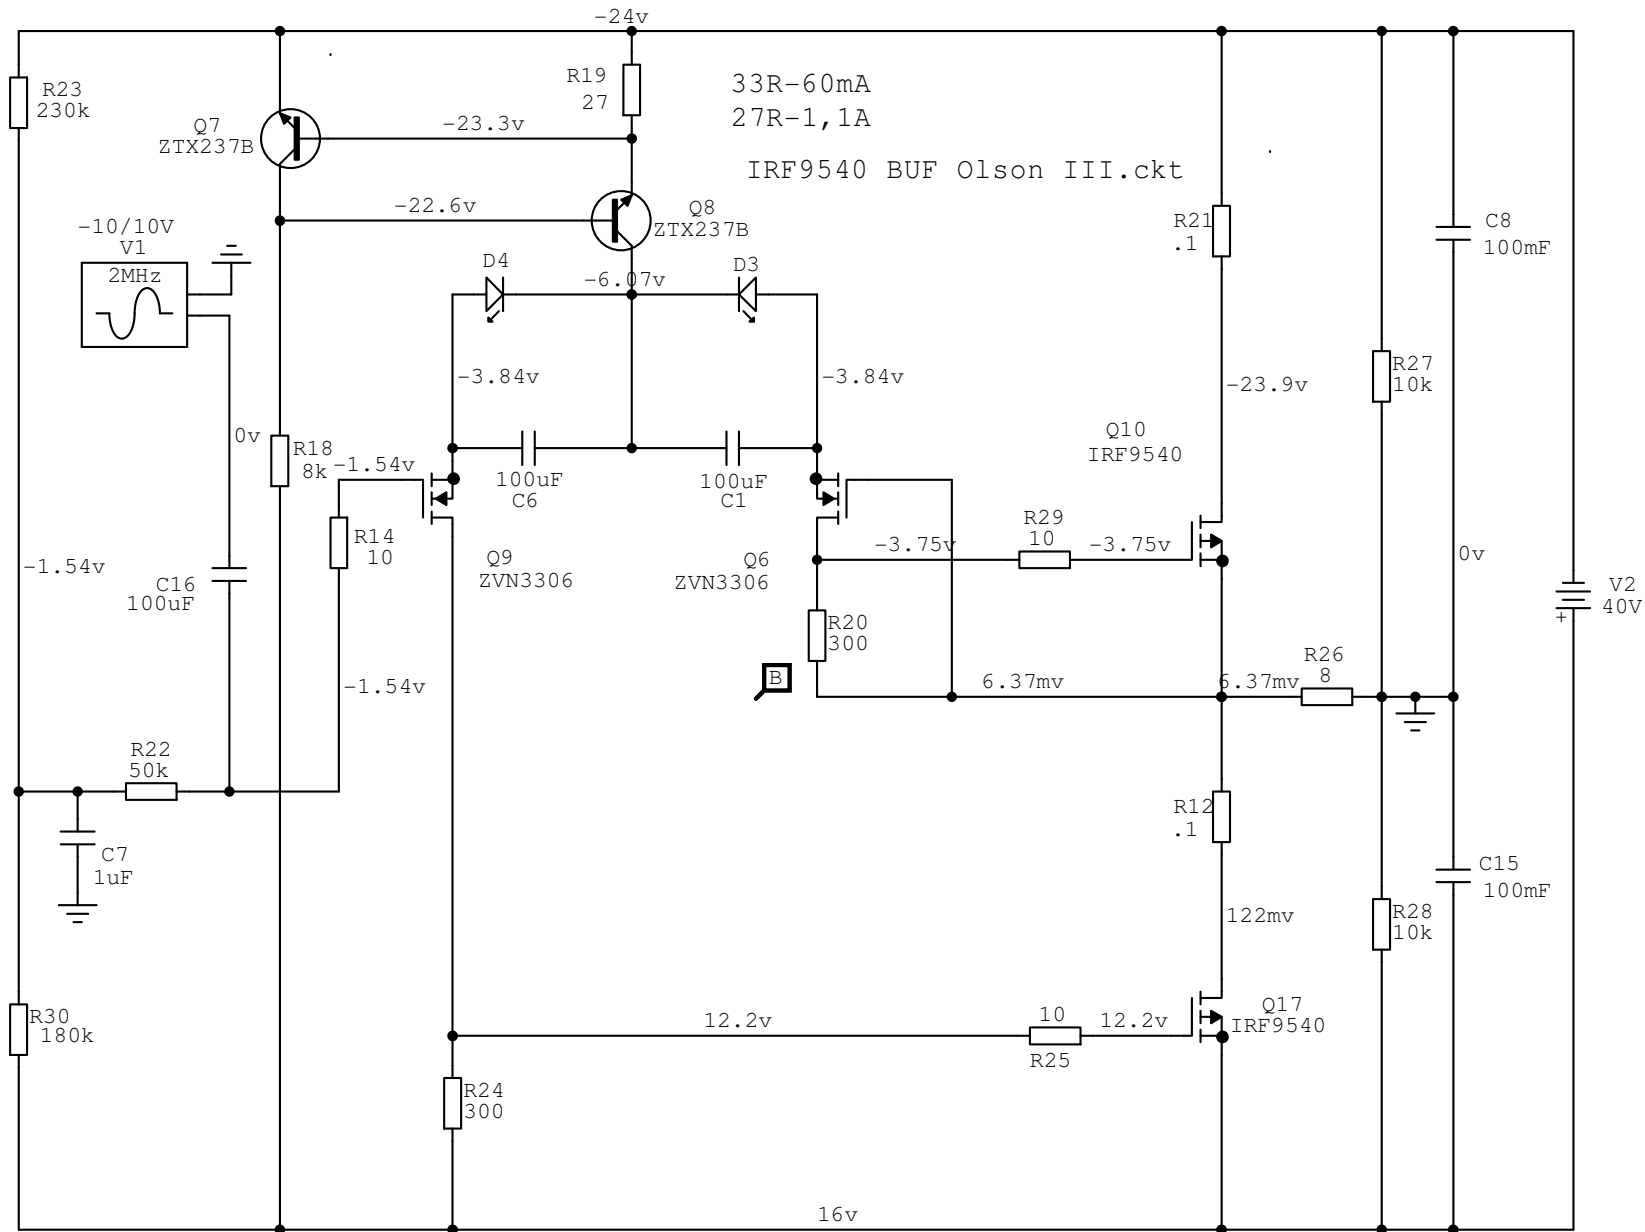 -24v
R19
27
33R-60mA
27R-1,1A
R23
230k
Q7
ZTX237B
-23.3v
IRF9540 BUF Olson III.ckt
-22.6v
Q8
ZTX237B
R21
.1
C8
100mF
-10/10V
V1
2MHz
D4
D3
-6.07v
-3.84v
-3.84v
-23.9v
R27
10k
0v
R18
8k
-1.54v
100uF
C6
100uF
C1
Q10
IRF9540
R14
10
-1.54v
C16
100uF
Q9
ZVN3306
Q6
ZVN3306
-3.75v
R29
10
-3.75v
0v
V2
40V
+
R20
300
B
-1.54v
6.37mv
6.37mv
R26
8
R22
50k
C7
1uF
R12
.1
C15
100mF
122mv
R28
10k
R30
180k
12.2v
10
R25
12.2v
Q17
IRF9540
R24
300
16v